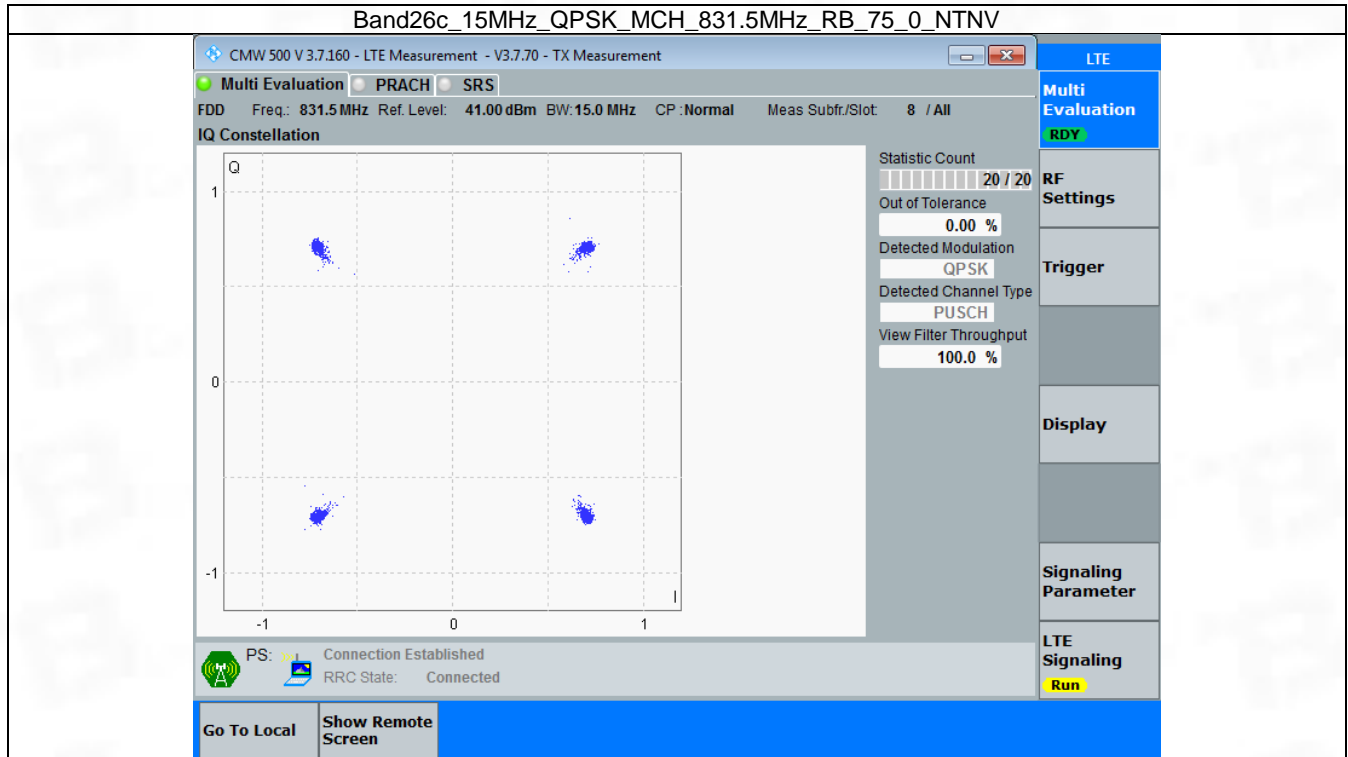 Band26c_15MHz_QPSK_MCH_831.5MHz_RB_75_0_NTNV
CMW 500 V 3.7.160 - LTE Measurement - V3.7.70 - TX Measurement
LTE
Multi Evaluation PRACH SRS
FDD Freq.: 831.5 MHz Ref. Level: 41.00 dBm BW: 15.0 MHz CP : Normal Meas Subfr./Slot: 8 / All
IQ Constellation
Q
1
0
-1
I
-1 0 1
Statistic Count
20 / 20
Out of Tolerance
0.00 %
Detected Modulation
QPSK
Detected Channel Type
PUSCH
View Filter Throughput
100.0 %
Multi
Evaluation
RDY
RF
Settings
Trigger
Display
Signaling
Parameter
LTE
Signaling
Run
PS: Connection Established
RRC State: Connected
Go To Local
Show Remote
Screen